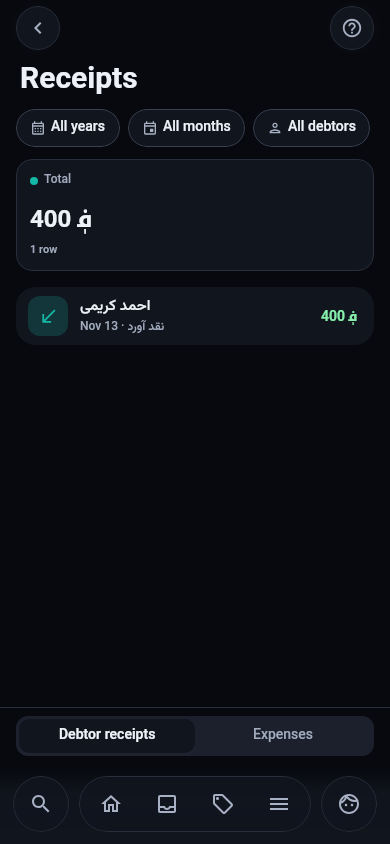 Receipts
All years
All months
All debtors
Total
400 ؋
1 row
احمد کریمی
Nov 13 · نقد آورد
400 ؋
Debtor receipts
Expenses